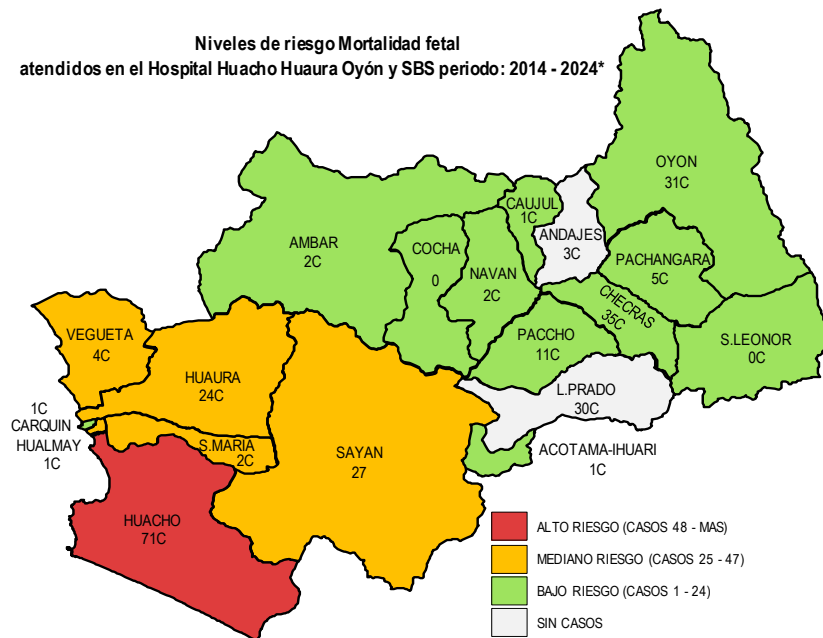 Niveles de riesgo Mortalidad fetal
atendidos en el Hospital Huacho Huaura Oyón y SBS periodo: 2014 - 2024*
OYON
31C
CAUJUL
1C
ANDAJES
3C
AMBAR
2C
COCHA
0
NAVAN
2C
PACHANGARA
5C
CHECRAS
35C
S.LEONOR
0C
PACCHO
11C
VEGUETA
4C
HUAURA
24C
L.PRADO
30C
1C
CARQUIN
HUALMAY
1C
S.MARIA
2C
SAYAN
27
ACOTAMA-IHUARI
1C
HUACHO
71C
ALTO RIESGO (CASOS 48 - MAS)
MEDIANO RIESGO (CASOS 25 - 47)
BAJO RIESGO (CASOS 1 - 24)
SIN CASOS